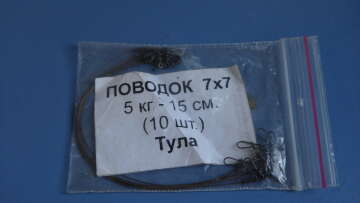 ПОВОДОК 7х7
5 кг - 15 см.
(10 шт.)
Тула